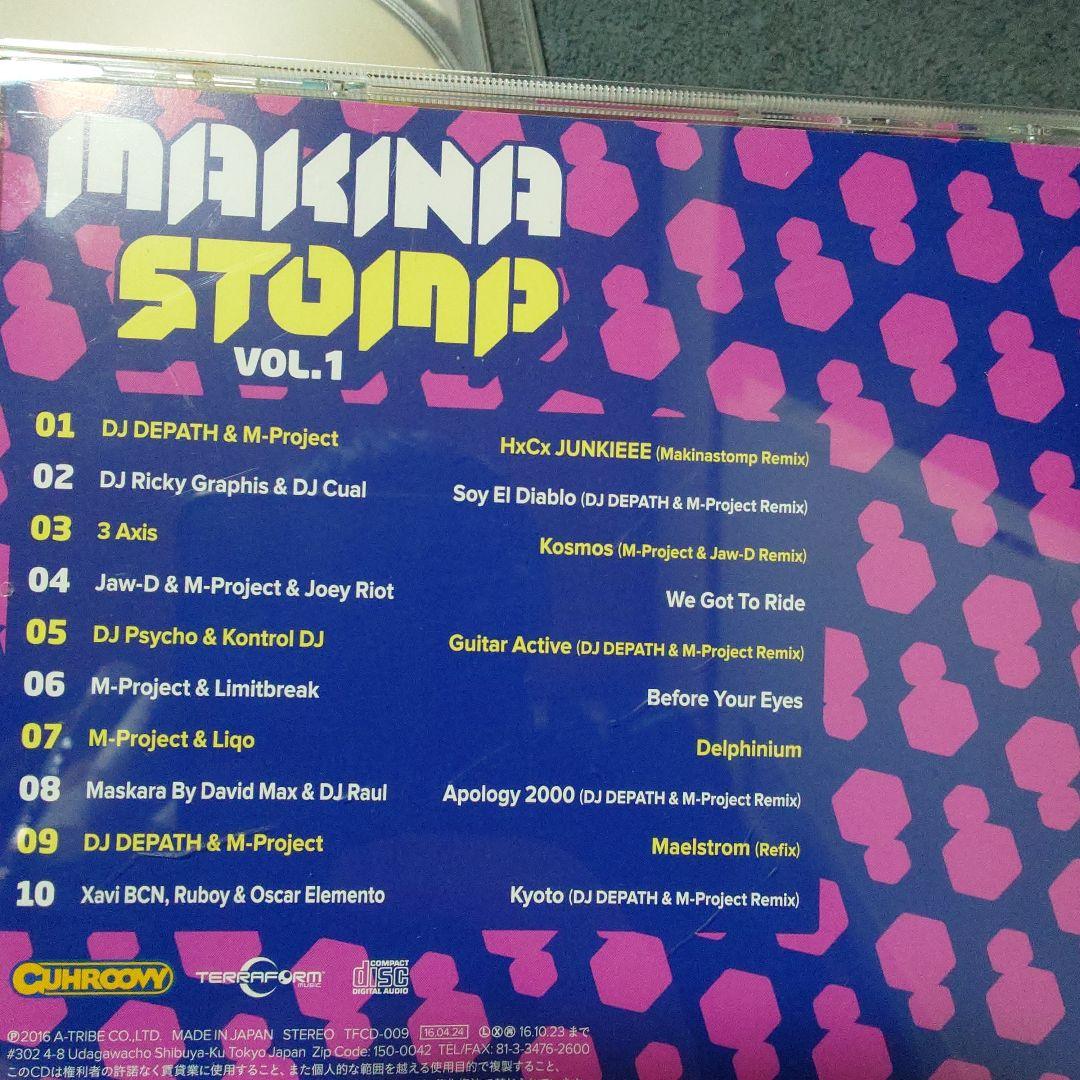 MAKINA
STOMP
VOL.1
01 DJ DEPATH & M-Project HxCx JUNKIEEE (Makinastomp Remix)
02 DJ Ricky Graphis & DJ Cual Soy El Diablo (DJ DEPATH & M-Project Remix)
03 3 Axis Kosmos (M-Project & Jaw-D Remix)
04 Jaw-D & M-Project & Joey Riot We Got To Ride
05 DJ Psycho & Kontrol DJ Guitar Active (DJ DEPATH & M-Project Remix)
06 M-Project & Limitbreak Before Your Eyes
07 M-Project & Liqo Delphinium
08 Maskara By David Max & DJ Raul Apology 2000 (DJ DEPATH & M-Project Remix)
09 DJ DEPATH & M-Project Maelstrom (Refix)
10 Xavi BCN, Ruboy & Oscar Elemento Kyoto (DJ DEPATH & M-Project Remix)
GUHROOVY TERRAFORM MUSIC COMPACT disc DIGITAL AUDIO
℗2016 A-TRIBE CO.,LTD. MADE IN JAPAN STEREO TFCD-009 16.04.24 Ⓛ Ⓧ 16.10.23 まで
#302 4-8 Udagawacho Shibuya-Ku Tokyo Japan Zip Code: 150-0042 TEL/FAX: 81-3-3476-2600
このCDは権利者の許諾なく賃貸業に使用すること、また個人的な範囲を越える使用目的で複製すること、